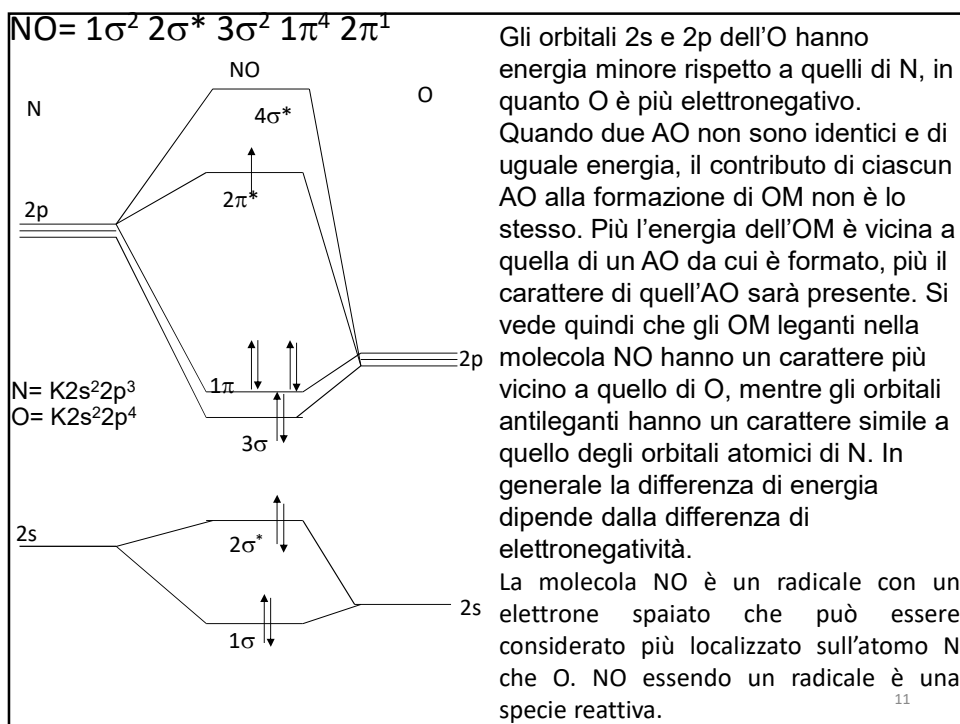 NO= 1σ² 2σ* 3σ² 1π⁴ 2π¹
NO
N
O
4σ*
2π*
2p
2p
1π
N= K2s²2p³
O= K2s²2p⁴
3σ
2s
2σ*
2s
1σ
Gli orbitali 2s e 2p dell'O hanno
energia minore rispetto a quelli di N, in
quanto O è più elettronegativo.
Quando due AO non sono identici e di
uguale energia, il contributo di ciascun
AO alla formazione di OM non è lo
stesso. Più l'energia dell'OM è vicina a
quella di un AO da cui è formato, più il
carattere di quell'AO sarà presente. Si
vede quindi che gli OM leganti nella
molecola NO hanno un carattere più
vicino a quello di O, mentre gli orbitali
antileganti hanno un carattere simile a
quello degli orbitali atomici di N. In
generale la differenza di energia
dipende dalla differenza di
elettronegatività.
La molecola NO è un radicale con un
elettrone spaiato che può essere
considerato più localizzato sull'atomo N
che O. NO essendo un radicale è una
specie reattiva.
11